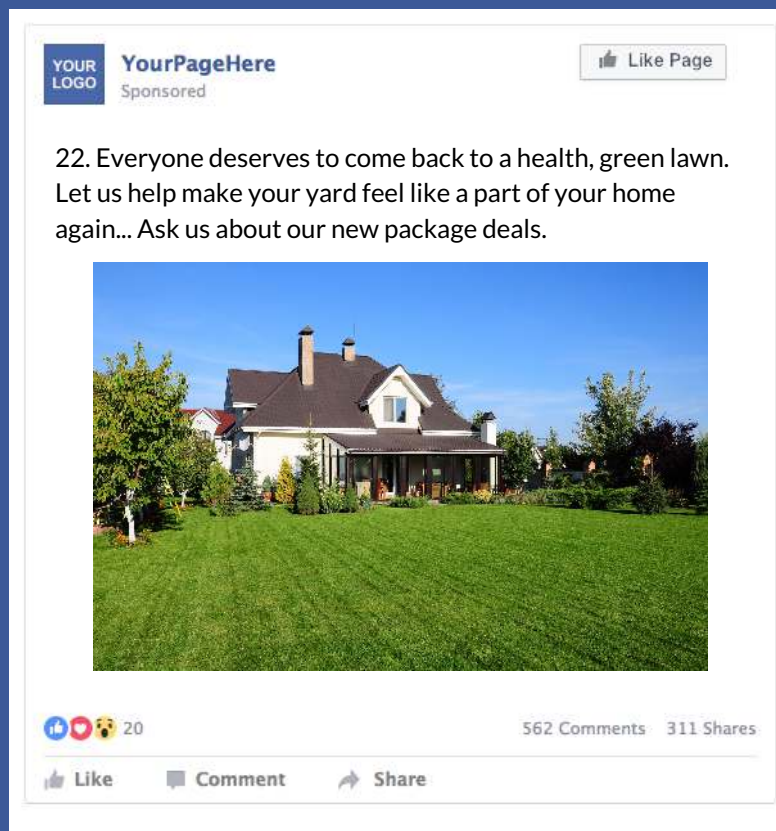 YOUR
LOGO
YourPageHere
Sponsored
Like Page
22. Everyone deserves to come back to a health, green lawn.
Let us help make your yard feel like a part of your home
again... Ask us about our new package deals.
20
562 Comments 311 Shares
Like Comment Share